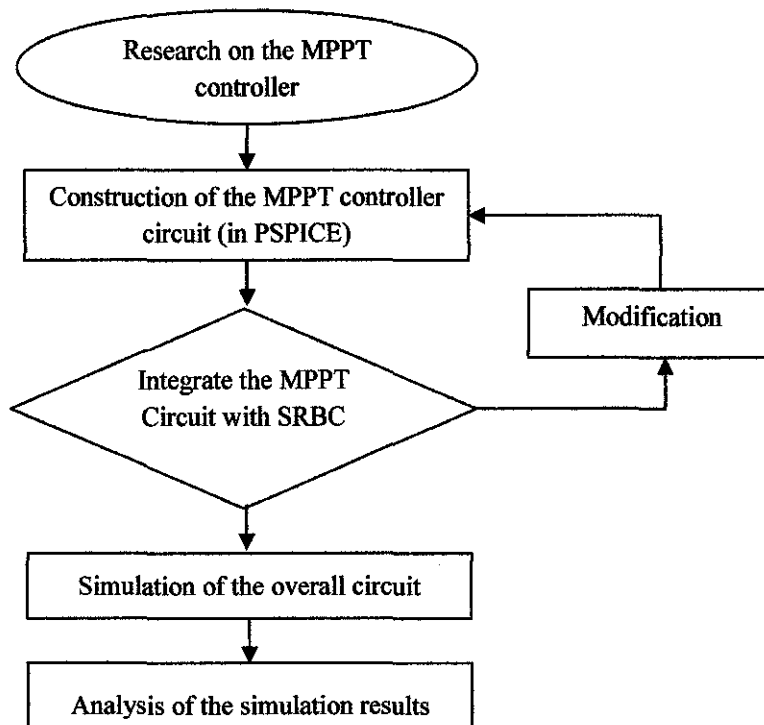 Research on the MPPT
controller
Construction of the MPPT controller
circuit (in PSPICE)
Modification
Integrate the MPPT
Circuit with SRBC
Simulation of the overall circuit
Analysis of the simulation results